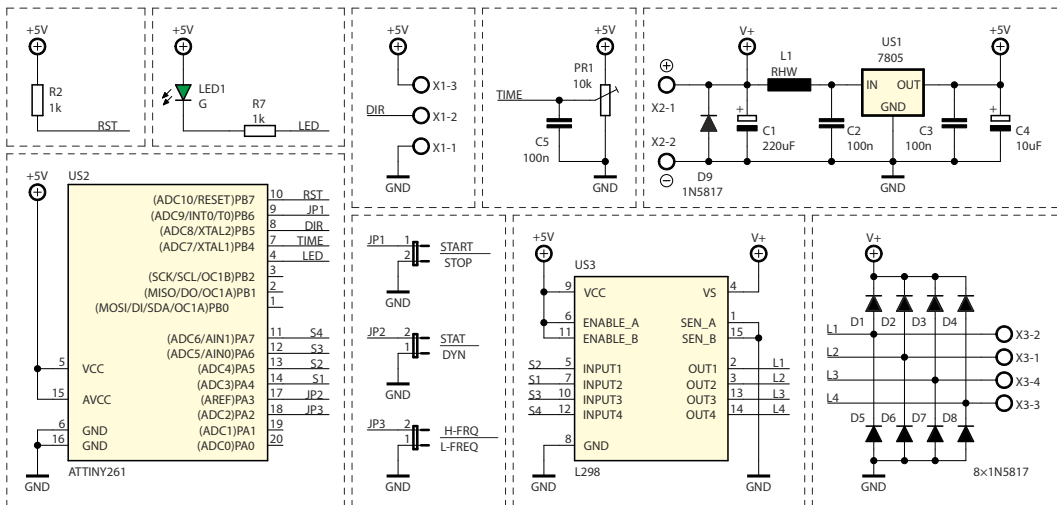 +5V
R2
1k
RST
+5V
LED1
G
R7
1k
LED
+5V
X1-3
DIR
X1-2
X1-1
GND
+5V
PR1
10k
TIME
C5
100n
GND
V+
L1
RHW
US1
7805
+5V
IN OUT
GND
X2-1
X2-2
D9
1N5817
+
C1
220uF
C2
100n
C3
100n
+
C4
10uF
GND
US2
+5V
(ADC10/RESET)PB7 10 RST
(ADC9/INT0/T0)PB6 9 JP1
(ADC8/XTAL2)PB5 8 DIR
(ADC7/XTAL1)PB4 7 TIME
4 LED
(SCK/SCL/OC1B)PB2 3
(MISO/DO/OC1A)PB1 2
(MOSI/DI/SDA/OC1A)PB0 1
(ADC6/AIN1)PA7 11 S4
(ADC5/AIN0)PA6 12 S3
5 VCC (ADC4)PA5 13 S2
(ADC3)PA4 14 S1
15 AVCC (AREF)PA3 17 JP2
(ADC2)PA2 18 JP3
6 GND (ADC1)PA1 19
16 GND (ADC0)PA0 20
ATTINY261
GND
JP1 1 START
2 STOP
GND
JP2 2 STAT
1 DYN
GND
JP3 2 H-FRQ
1 L-FREQ
GND
+5V
V+
US3
9 VCC VS 4
6 ENABLE_A SEN_A 1
11 ENABLE_B SEN_B 15
S2 5 INPUT1 OUT1 2 L1
S1 7 INPUT2 OUT2 3 L2
S3 10 INPUT3 OUT3 13 L3
S4 12 INPUT4 OUT4 14 L4
8 GND
L298
GND
GND
V+
D1 D2 D3 D4
L1 X3-2
L2 X3-1
L3 X3-4
L4 X3-3
D5 D6 D7 D8
GND
8×1N5817